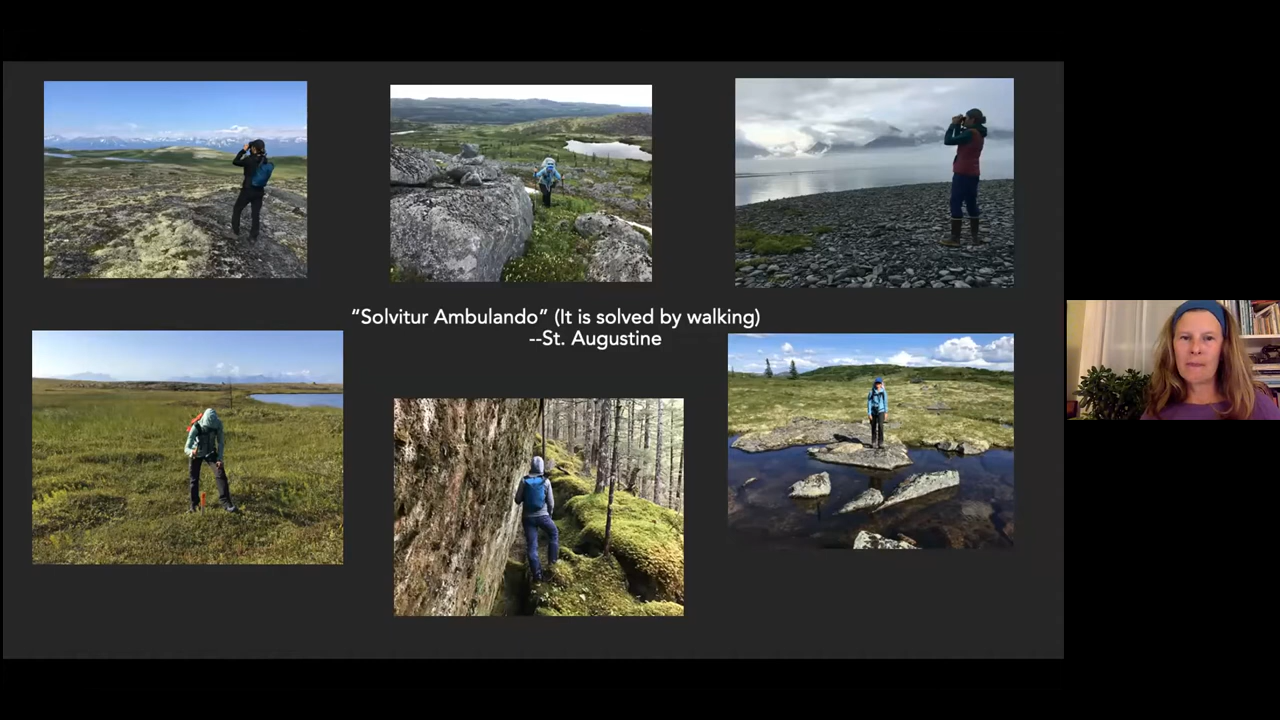 “Solvitur Ambulando” (It is solved by walking)
--St. Augustine